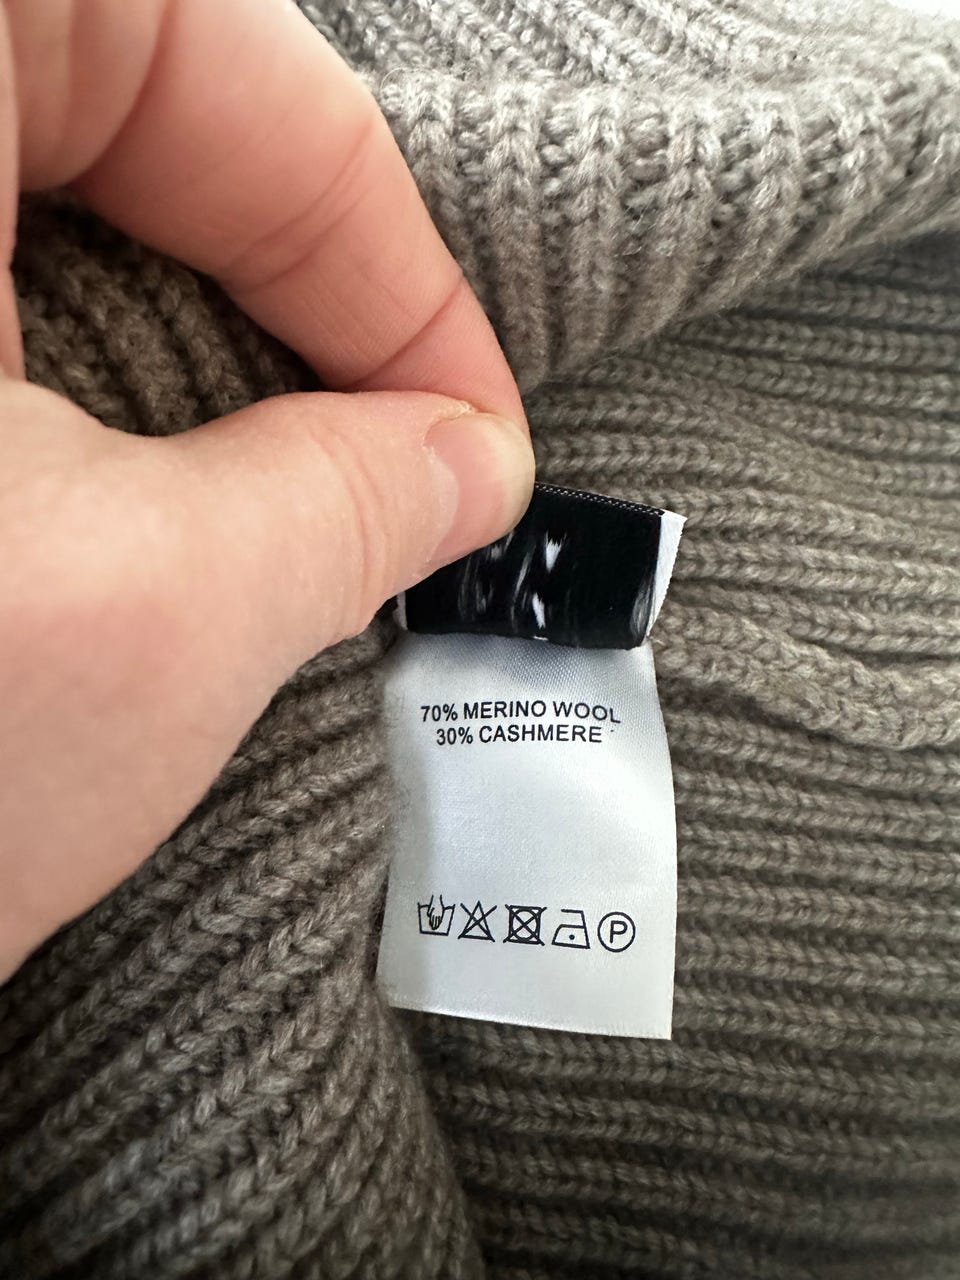 70% MERINO WOOL
30% CASHMERE
P